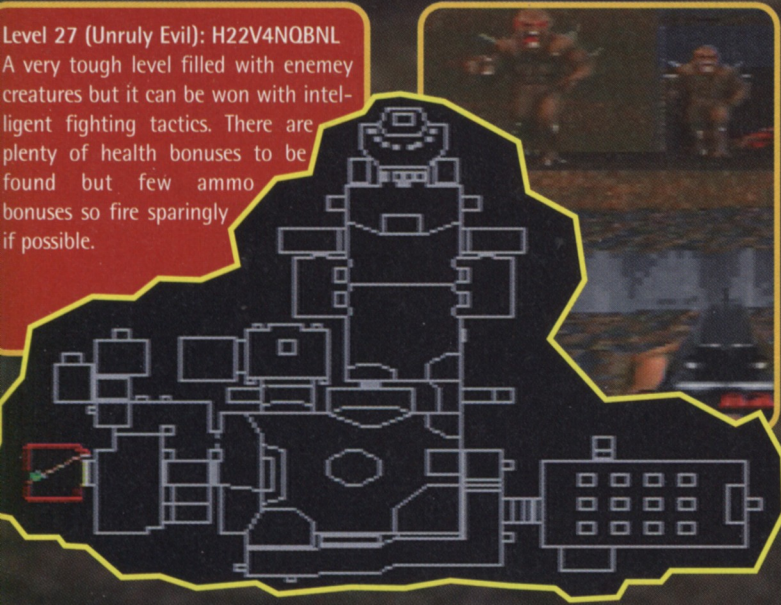 Level 27 (Unruly Evil): H22V4NQBNL
A very tough level filled with enemey
creatures but it can be won with intel-
ligent fighting tactics. There are
plenty of health bonuses to be
found but few ammo
bonuses so fire sparingly
if possible.